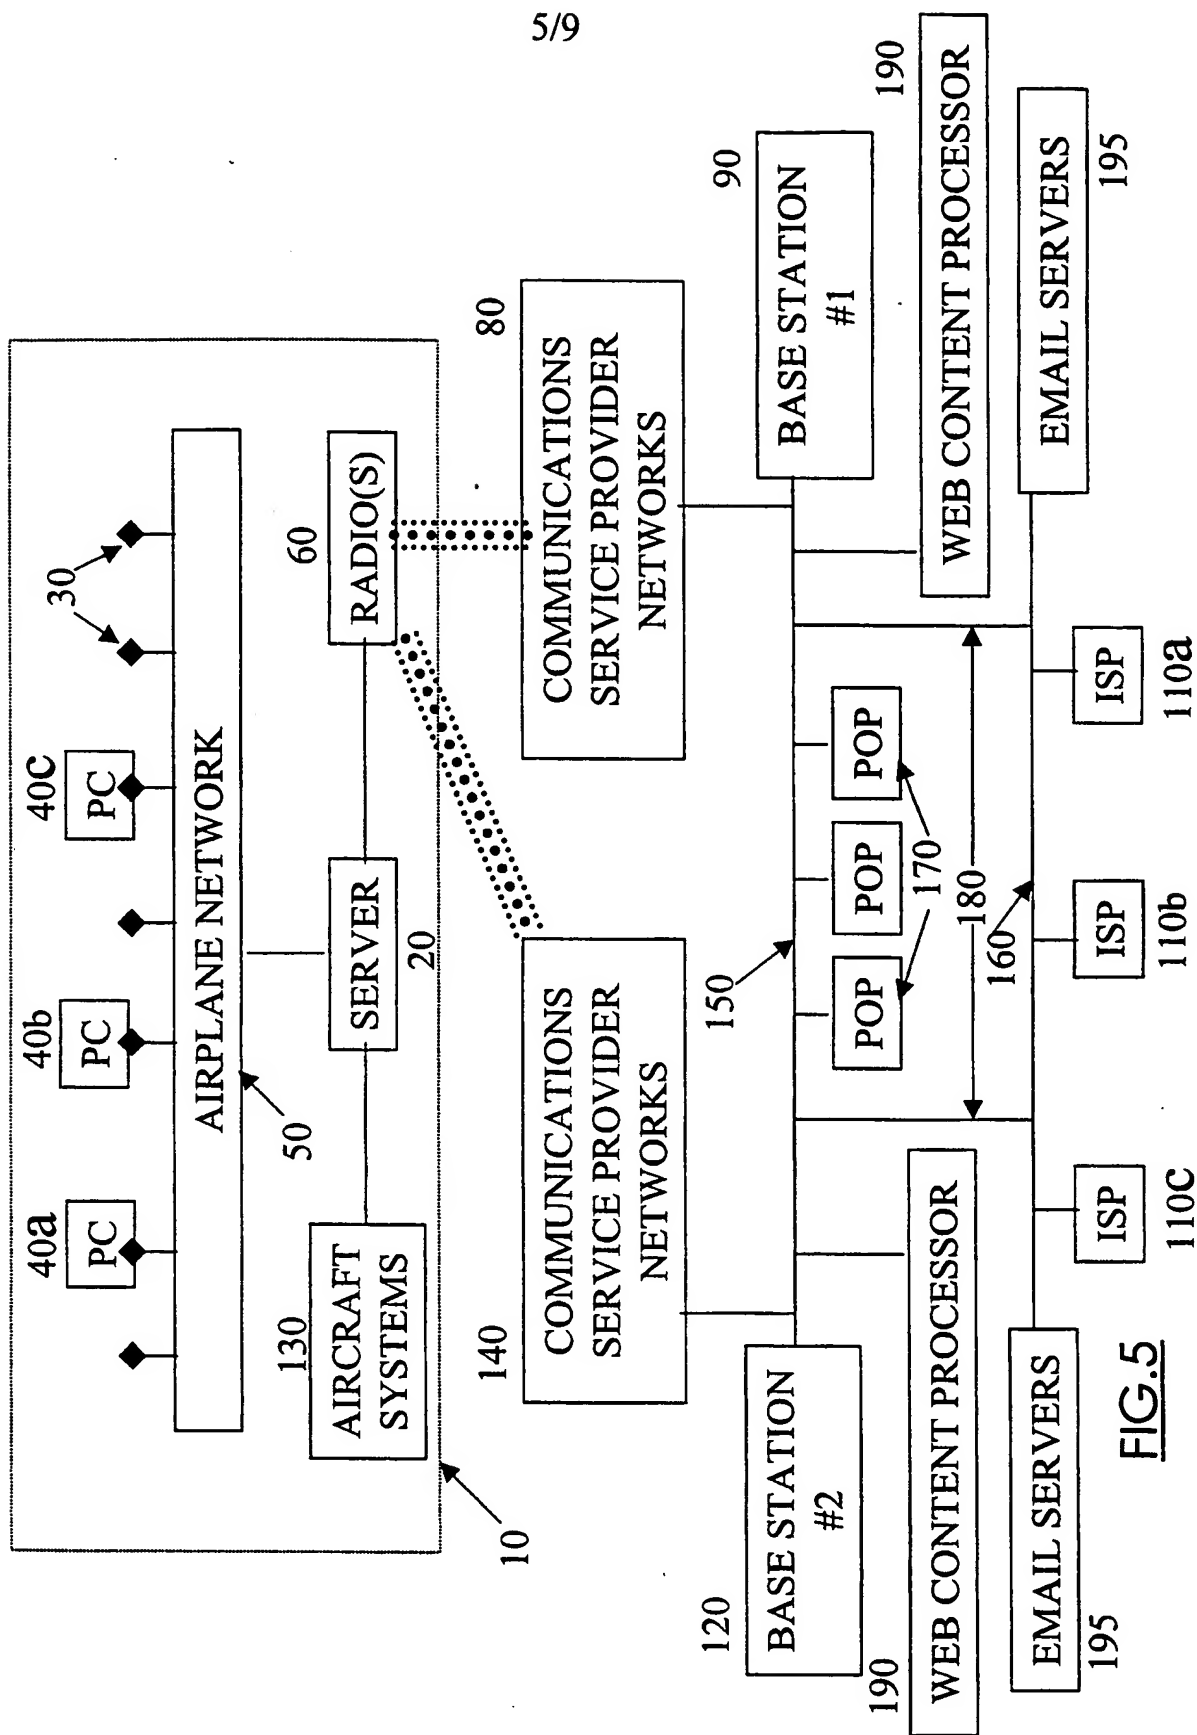 5/9
40a
40b
40c
30
PC
PC
PC
AIRPLANE NETWORK
50
130
60
AIRCRAFT
SYSTEMS
SERVER
RADIO(S)
20
10
140
80
COMMUNICATIONS
SERVICE PROVIDER
NETWORKS
COMMUNICATIONS
SERVICE PROVIDER
NETWORKS
120
150
90
BASE STATION
#2
BASE STATION
#1
POP
POP
POP
170
190
190
WEB CONTENT PROCESSOR
WEB CONTENT PROCESSOR
180
160
EMAIL SERVERS
EMAIL SERVERS
195
195
ISP
ISP
ISP
110c
110b
110a
FIG.5